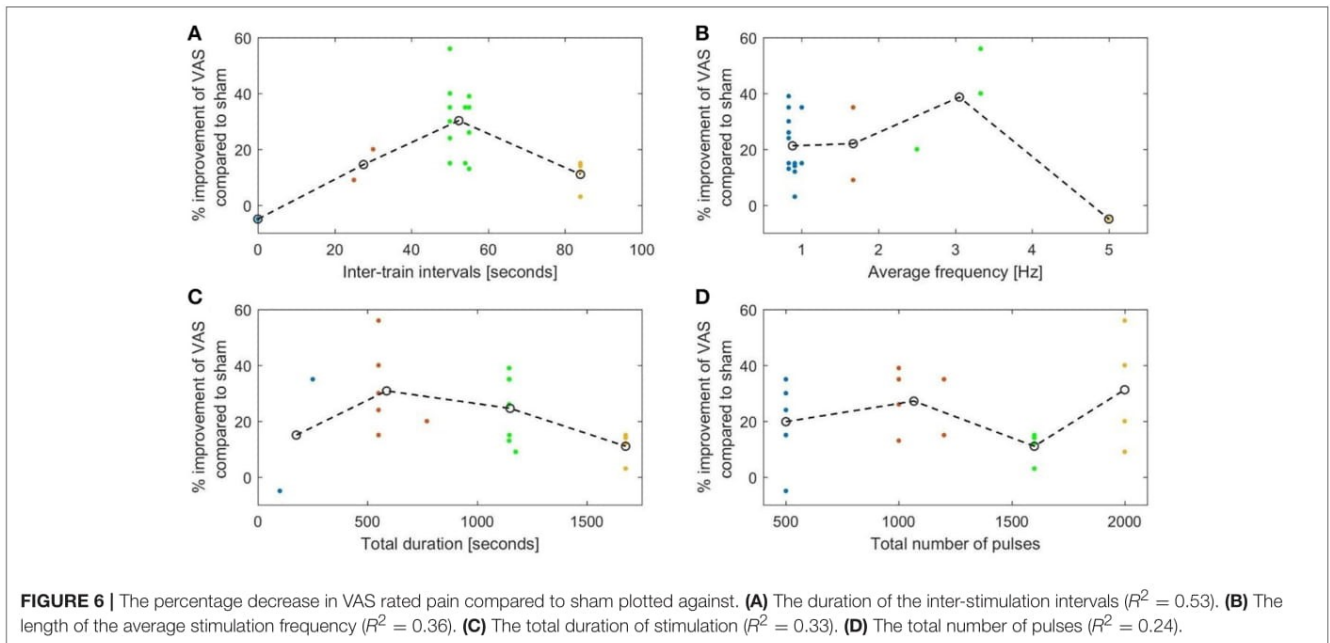 A
60
40
20
0
% improvement of VAS
compared to sham
0
20
40
60
80
100
Inter-train intervals [seconds]
B
60
40
20
0
% improvement of VAS
compared to sham
1
2
3
4
5
Average frequency [Hz]
C
60
40
20
0
% improvement of VAS
compared to sham
0
500
1000
1500
Total duration [seconds]
D
60
40
20
0
% improvement of VAS
compared to sham
500
1000
1500
2000
Total number of pulses
FIGURE 6 | The percentage decrease in VAS rated pain compared to sham plotted against. (A) The duration of the inter-stimulation intervals (R² = 0.53). (B) The
length of the average stimulation frequency (R² = 0.36). (C) The total duration of stimulation (R² = 0.33). (D) The total number of pulses (R² = 0.24).